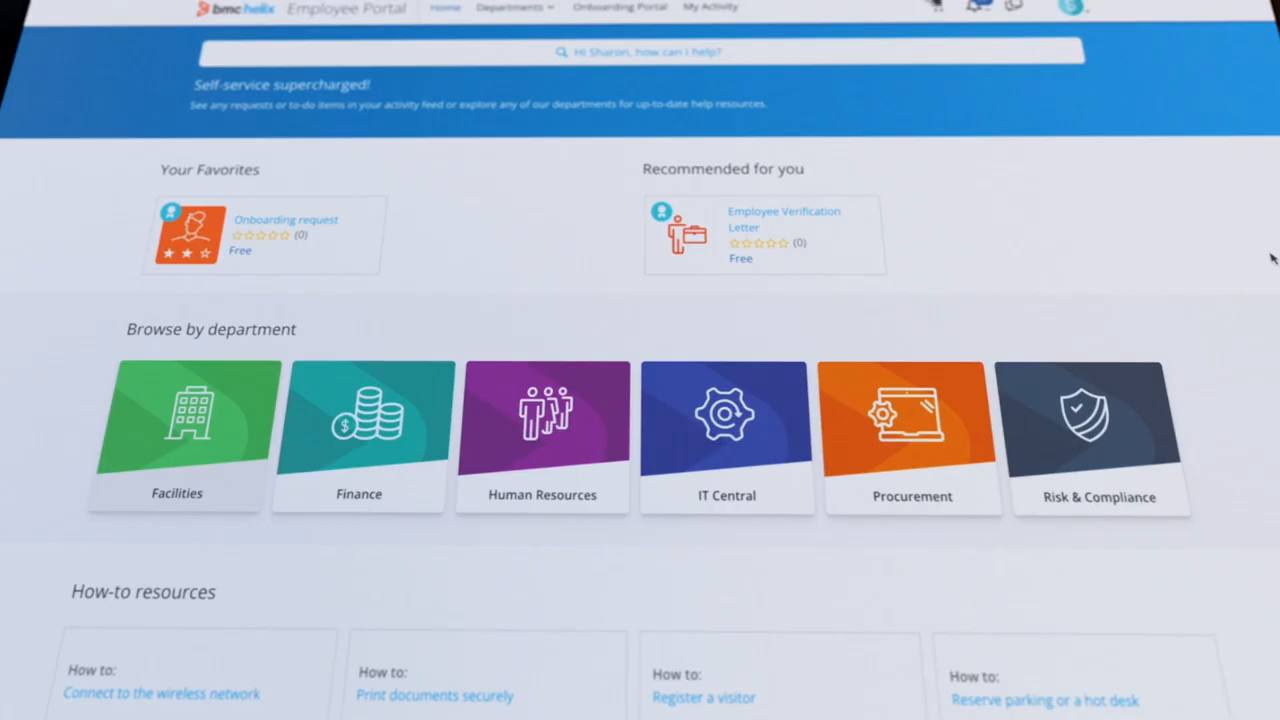 bmc helix Employee Portal Home Departments Onboarding Portal My Activity
Hi Sharon, how can I help?
Self-service supercharged!
See any requests or to-do items in your activity feed or explore any of our departments for up-to-date help resources.
Your Favorites
Recommended for you
Onboarding request
(0)
Free
Employee Verification
Letter
(0)
Free
Browse by department
$
Facilities
Finance
Human Resources
IT Central
Procurement
Risk & Compliance
How-to resources
How to:
Connect to the wireless network
How to:
Print documents securely
How to:
Register a visitor
How to:
Reserve parking or a hot desk